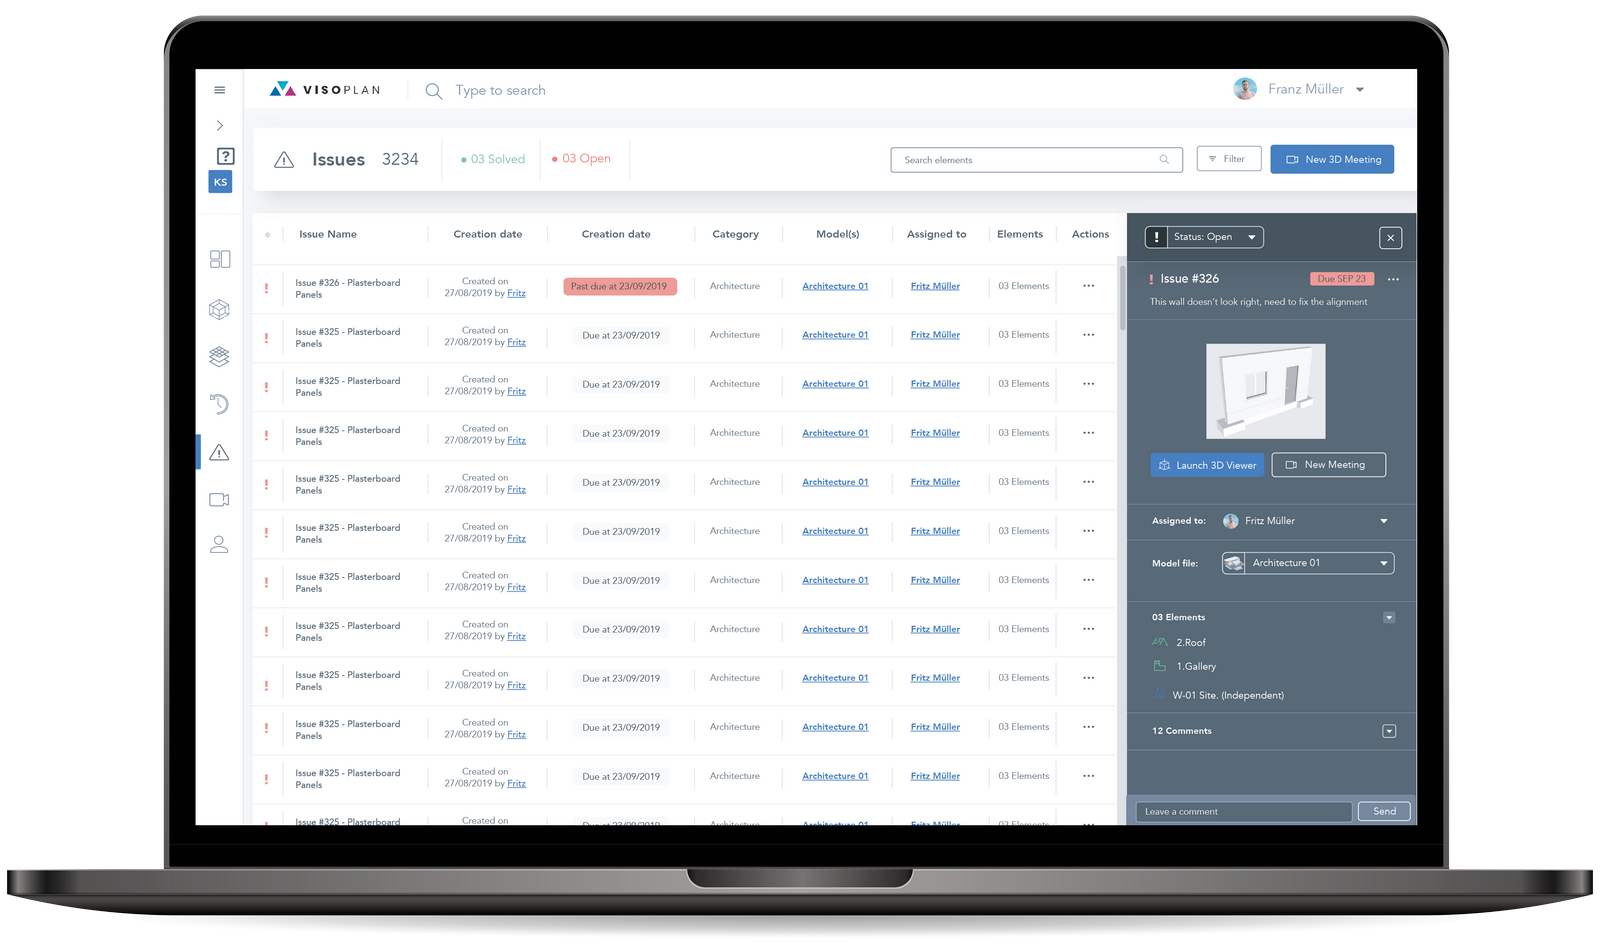 VISOPLAN
Type to search
Franz Müller
?
KS
Issues 3234
03 Solved
03 Open
Search elements
Filter
New 3D Meeting
Issue Name Creation date Creation date Category Model(s) Assigned to Elements Actions
! Issue #326 - Plasterboard Panels Created on 27/08/2019 by Fritz Past due at 23/09/2019 Architecture Architecture 01 Fritz Müller 03 Elements
! Issue #325 - Plasterboard Panels Created on 27/08/2019 by Fritz Due at 23/09/2019 Architecture Architecture 01 Fritz Müller 03 Elements
! Issue #325 - Plasterboard Panels Created on 27/08/2019 by Fritz Due at 23/09/2019 Architecture Architecture 01 Fritz Müller 03 Elements
! Issue #325 - Plasterboard Panels Created on 27/08/2019 by Fritz Due at 23/09/2019 Architecture Architecture 01 Fritz Müller 03 Elements
! Issue #325 - Plasterboard Panels Created on 27/08/2019 by Fritz Due at 23/09/2019 Architecture Architecture 01 Fritz Müller 03 Elements
! Issue #325 - Plasterboard Panels Created on 27/08/2019 by Fritz Due at 23/09/2019 Architecture Architecture 01 Fritz Müller 03 Elements
! Issue #325 - Plasterboard Panels Created on 27/08/2019 by Fritz Due at 23/09/2019 Architecture Architecture 01 Fritz Müller 03 Elements
! Issue #325 - Plasterboard Panels Created on 27/08/2019 by Fritz Due at 23/09/2019 Architecture Architecture 01 Fritz Müller 03 Elements
! Issue #325 - Plasterboard Panels Created on 27/08/2019 by Fritz Due at 23/09/2019 Architecture Architecture 01 Fritz Müller 03 Elements
! Issue #325 - Plasterboard Panels Created on 27/08/2019 by Fritz Due at 23/09/2019 Architecture Architecture 01 Fritz Müller 03 Elements
! Issue #325 - Plasterboard Panels Created on 27/08/2019 by Fritz Due at 23/09/2019 Architecture Architecture 01 Fritz Müller 03 Elements
Issue #325 - Plasterboard Created on Due at 23/09/2019 Architecture Architecture 01 Fritz Müller 03 Elements
! Status: Open
! Issue #326 Due SEP 23
This wall doesn't look right, need to fix the alignment
Launch 3D Viewer
New Meeting
Assigned to: Fritz Müller
Model file: Architecture 01
03 Elements
2.Roof
1.Gallery
W-01 Site. (Independent)
12 Comments
Leave a comment
Send